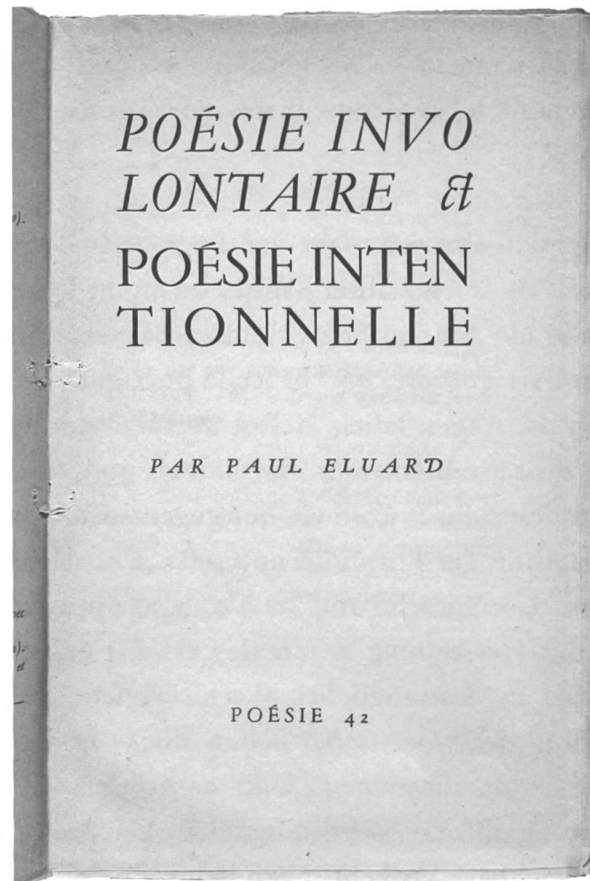 POÉSIE INVO
LONTAIRE &
POÉSIE INTEN
TIONNELLE
PAR PAUL ELUARD
POÉSIE 42